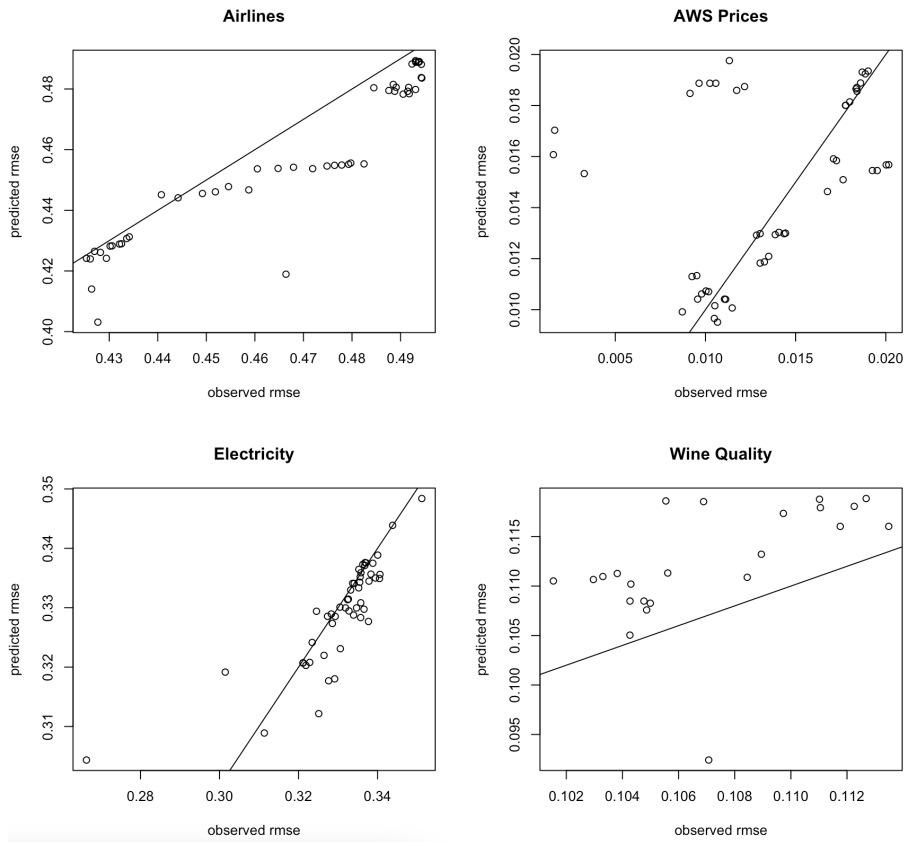 Airlines
predicted rmse
0.48
0.46
0.44
0.42
0.40
0.43 0.44 0.45 0.46 0.47 0.48 0.49
observed rmse
AWS Prices
predicted rmse
0.020
0.018
0.016
0.014
0.012
0.010
0.005 0.010 0.015 0.020
observed rmse
Electricity
predicted rmse
0.35
0.34
0.33
0.32
0.31
0.28 0.30 0.32 0.34
observed rmse
Wine Quality
predicted rmse
0.115
0.110
0.105
0.100
0.095
0.102 0.104 0.106 0.108 0.110 0.112
observed rmse